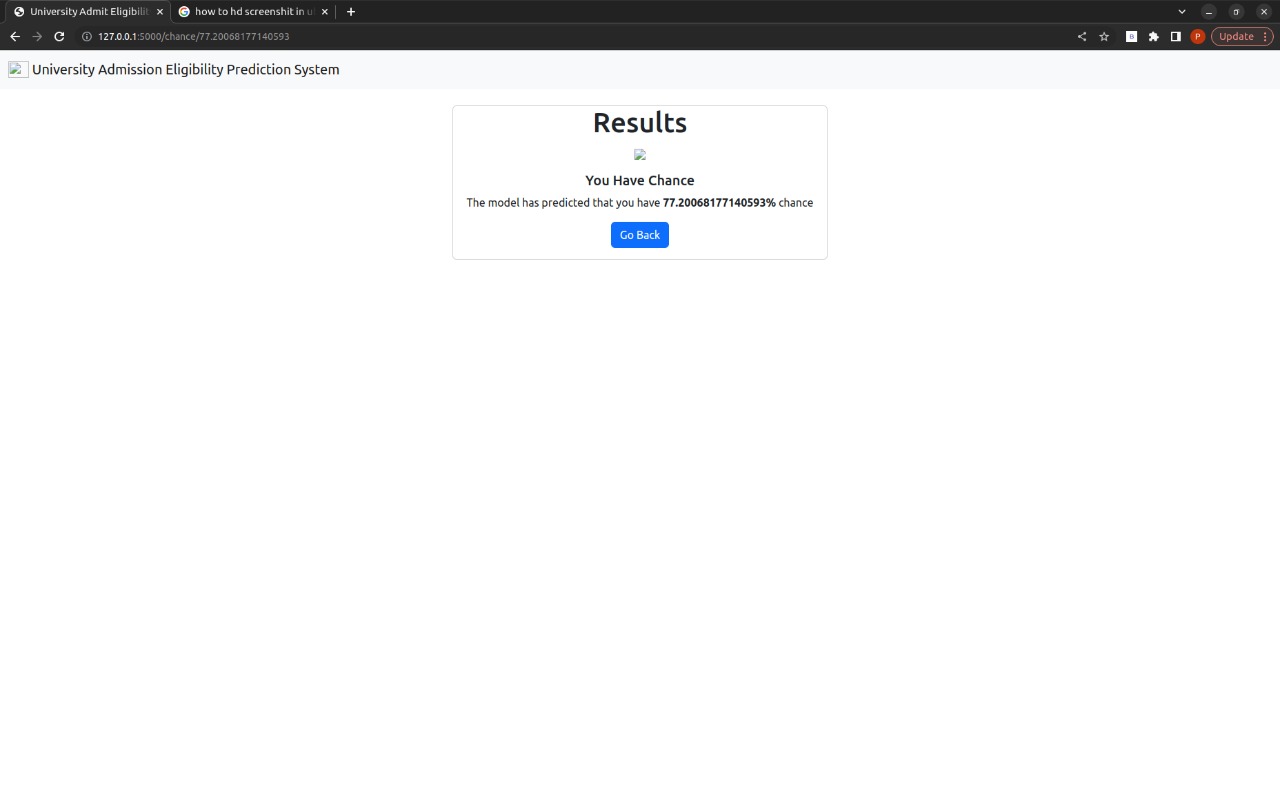 University Admit Eligibilit
how to hd screenshit in u
127.0.0.1:5000/chance/77.20068177140593
B
P
Update
University Admission Eligibility Prediction System
Results
You Have Chance
The model has predicted that you have 77.20068177140593% chance
Go Back